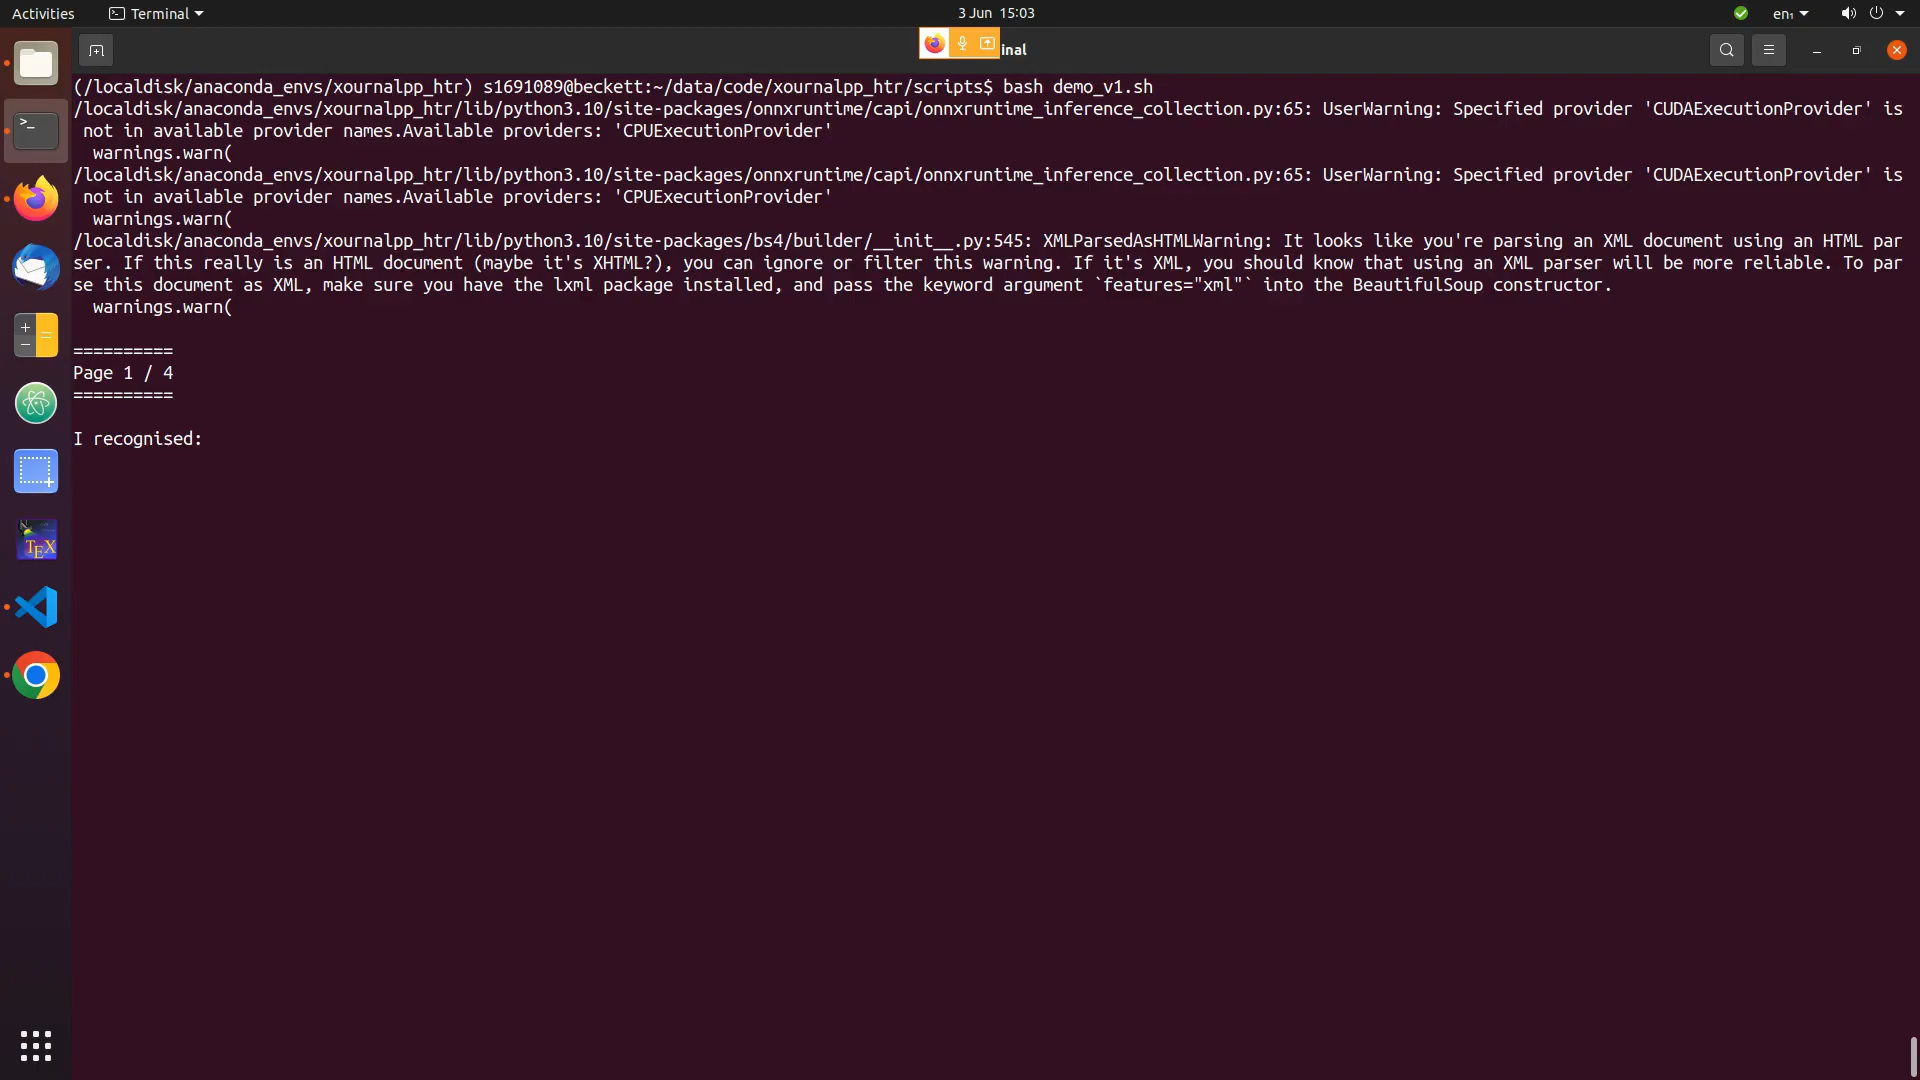 Activities Terminal 3 Jun 15:03 en₁
inal
(/localdisk/anaconda_envs/xournalpp_htr) s1691089@beckett:~/data/code/xournalpp_htr/scripts$ bash demo_v1.sh
/localdisk/anaconda_envs/xournalpp_htr/lib/python3.10/site-packages/onnxruntime/capi/onnxruntime_inference_collection.py:65: UserWarning: Specified provider 'CUDAExecutionProvider' is
not in available provider names.Available providers: 'CPUExecutionProvider'
warnings.warn(
/localdisk/anaconda_envs/xournalpp_htr/lib/python3.10/site-packages/onnxruntime/capi/onnxruntime_inference_collection.py:65: UserWarning: Specified provider 'CUDAExecutionProvider' is
not in available provider names.Available providers: 'CPUExecutionProvider'
warnings.warn(
/localdisk/anaconda_envs/xournalpp_htr/lib/python3.10/site-packages/bs4/builder/__init__.py:545: XMLParsedAsHTMLWarning: It looks like you're parsing an XML document using an HTML par
ser. If this really is an HTML document (maybe it's XHTML?), you can ignore or filter this warning. If it's XML, you should know that using an XML parser will be more reliable. To par
se this document as XML, make sure you have the lxml package installed, and pass the keyword argument `features="xml"` into the BeautifulSoup constructor.
warnings.warn(
==========
Page 1 / 4
==========
I recognised:
TEX